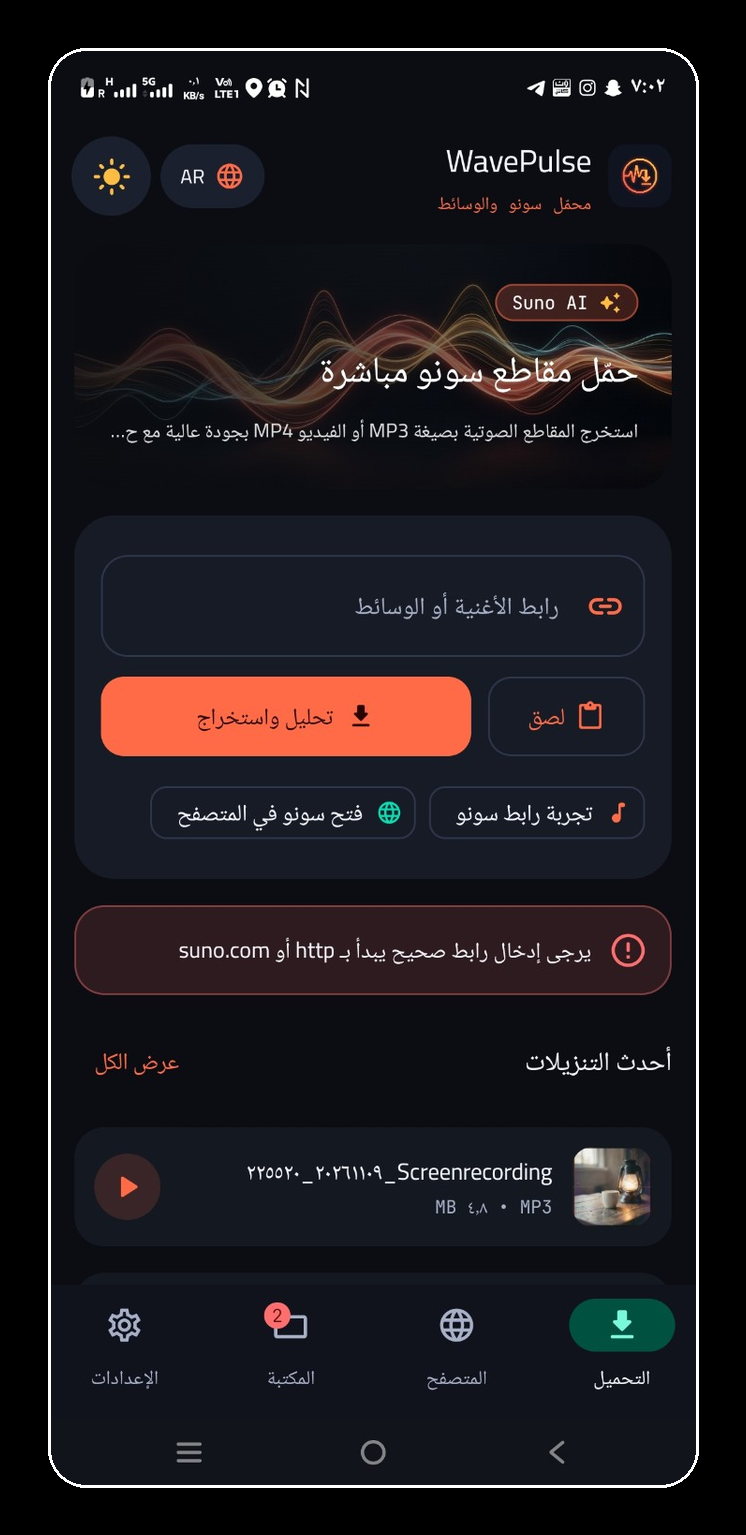 H R 5G ٠,١ KB/s Vo) LTE1 ٧:٠٢
WavePulse
محمّل سونو والوسائط
AR
Suno AI
حمّل مقاطع سونو مباشرة
استخرج المقاطع الصوتية بصيغة MP3 أو الفيديو MP4 بجودة عالية مع ح...
رابط الأغنية أو الوسائط
لصق
تحليل واستخراج
تجربة رابط سونو
فتح سونو في المتصفح
يرجى إدخال رابط صحيح يبدأ بـ http أو suno.com
أحدث التنزيلات
عرض الكل
Screenrecording_٢٠٢٦١١٠٩_٢٢٥٥٢٠
MP3 • ٤,٨ MB
2
التحميل
المتصفح
المكتبة
الإعدادات